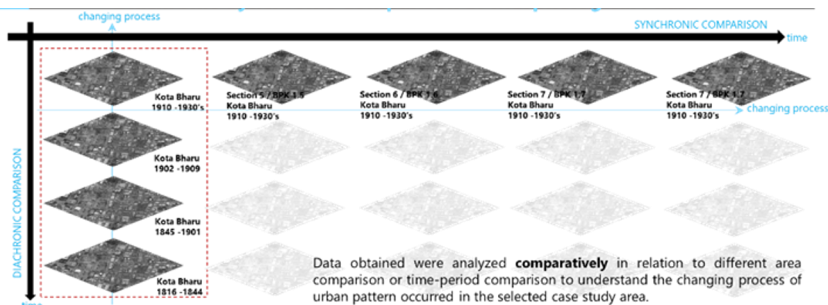 changing process
SYNCHRONIC COMPARISON
time
Kota Bharu
1910 -1930's
Section 5 / BPK 1.5
Kota Bharu
1910 -1930's
Section 6 / BPK 1.6
Kota Bharu
1910 -1930's
Section 7 / BPK 1.7
Kota Bharu
1910 -1930's
Section 7 / BPK 1.7
Kota Bharu
1910 -1930's
changing process
Kota Bharu
1902 -1909
Kota Bharu
1845 -1901
Kota Bharu
1816 -1844
DIACHRONIC COMPARISON
time
Data obtained were analyzed comparatively in relation to different area
comparison or time-period comparison to understand the changing process of
urban pattern occurred in the selected case study area.